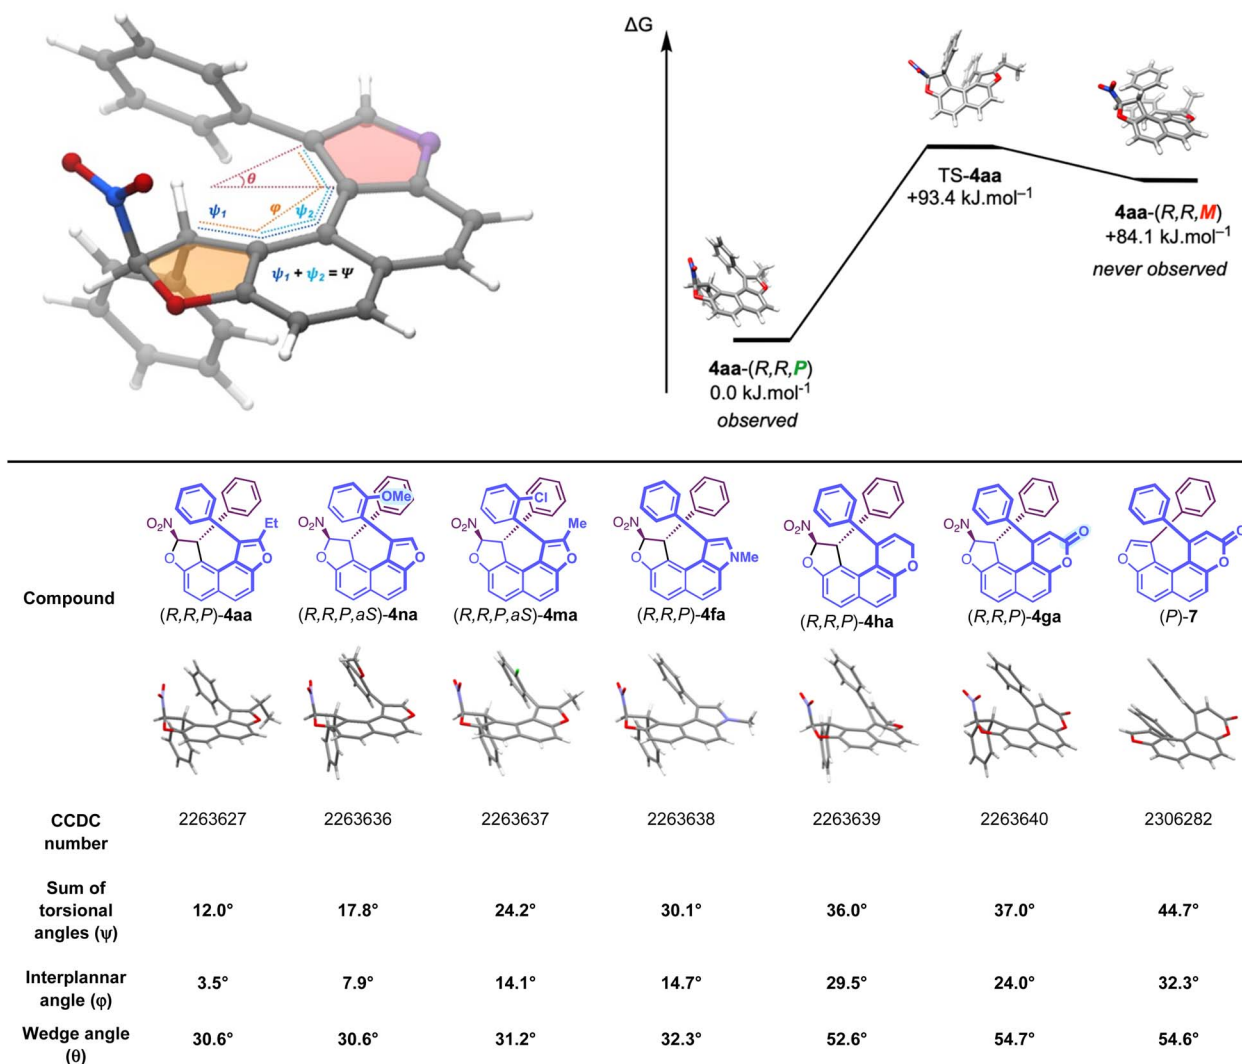 θ
ψ1
φ
ψ2
ψ1 + ψ2 = Ψ
ΔG
TS-4aa
+93.4 kJ.mol–1
4aa-(R,R,M)
+84.1 kJ.mol–1
never observed
4aa-(R,R,P)
0.0 kJ.mol-1
observed
Compound
O2N
Et
O
O
(R,R,P)-4aa
O2N
OMe
O
O
(R,R,P,aS)-4na
O2N
Cl
Me
O
O
(R,R,P,aS)-4ma
O2N
O
NMe
(R,R,P)-4fa
O2N
O
O
(R,R,P)-4ha
O2N
O
O
O
(R,R,P)-4ga
O
O
O
(P)-7
CCDC
number
2263627 2263636 2263637 2263638 2263639 2263640 2306282
Sum of
torsional
angles (ψ)
12.0° 17.8° 24.2° 30.1° 36.0° 37.0° 44.7°
Interplannar
angle (φ)
3.5° 7.9° 14.1° 14.7° 29.5° 24.0° 32.3°
Wedge angle
(θ)
30.6° 30.6° 31.2° 32.3° 52.6° 54.7° 54.6°